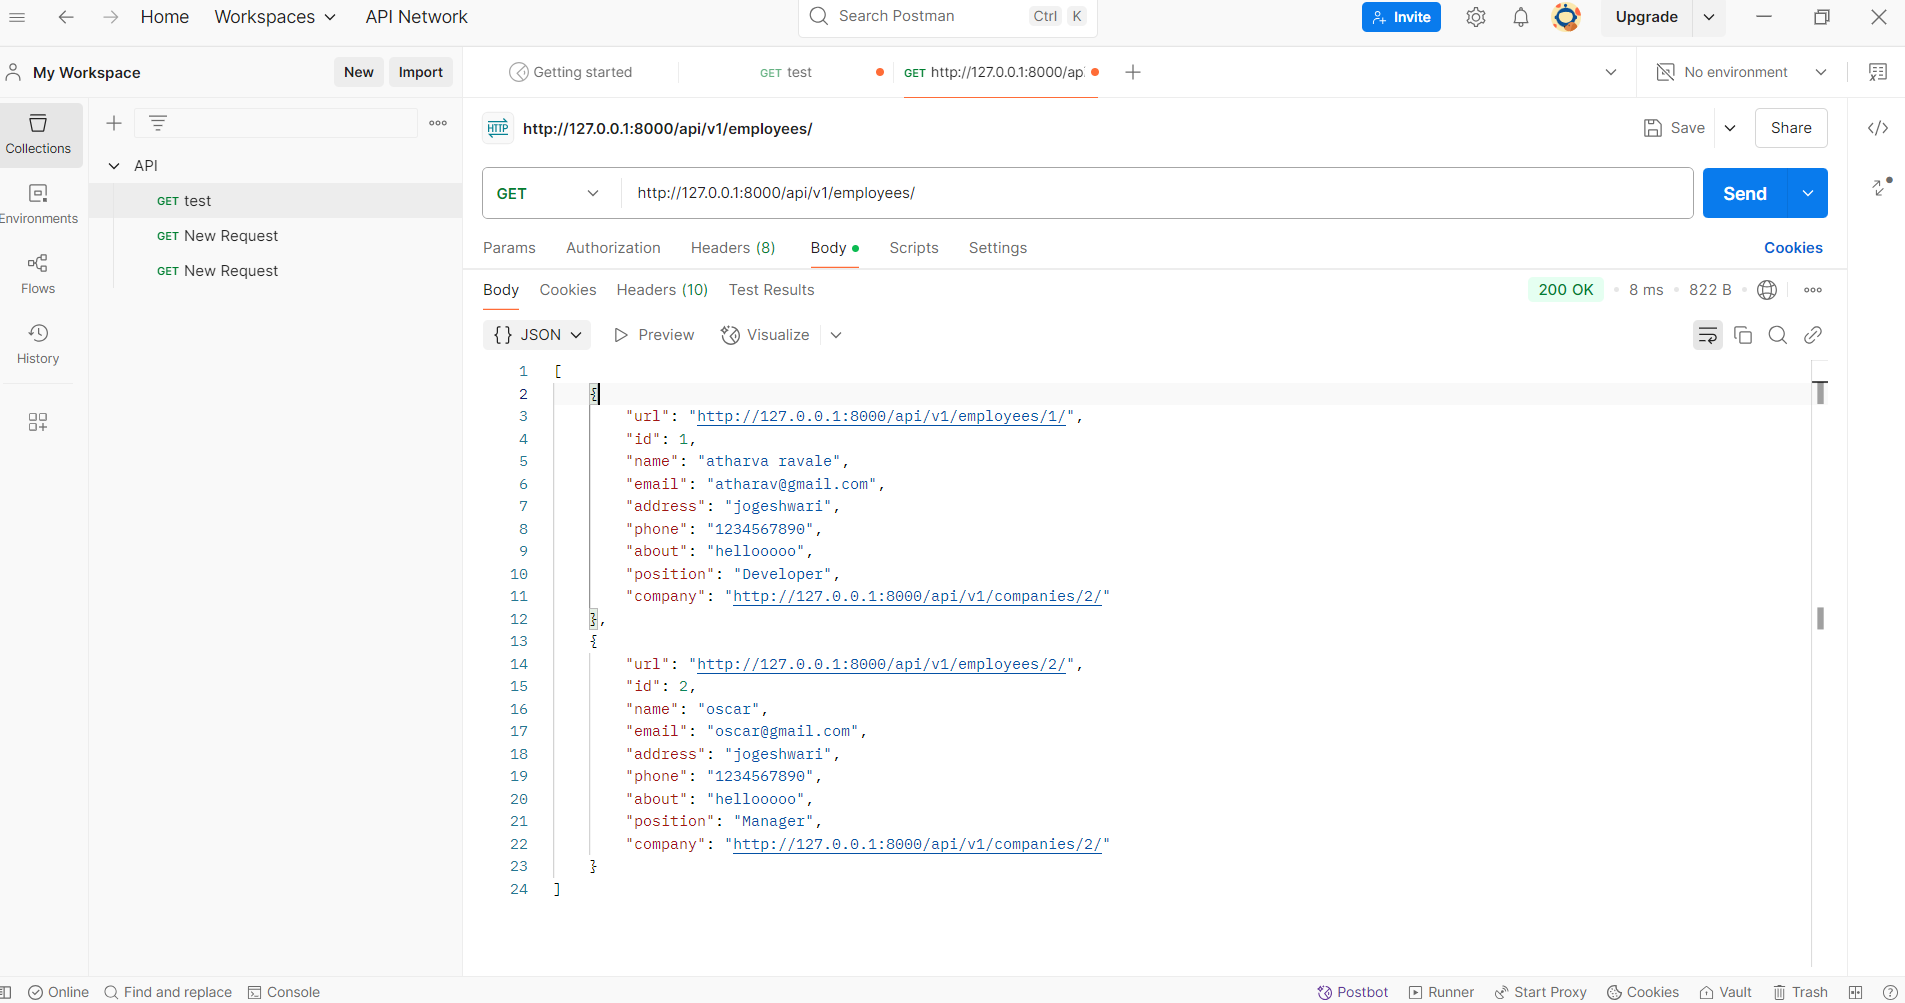 Home Workspaces API Network Search Postman Ctrl K Invite Upgrade
My Workspace New Import Getting started GET test GET http://127.0.0.1:8000/ap No environment
Collections
Environments
Flows
History
API
GET test
GET New Request
GET New Request
HTTP http://127.0.0.1:8000/api/v1/employees/ Save Share
GET http://127.0.0.1:8000/api/v1/employees/ Send
Params Authorization Headers (8) Body Scripts Settings Cookies
Body Cookies Headers (10) Test Results 200 OK 8 ms 822 B
{} JSON Preview Visualize
1 [
2 {
3 "url": "http://127.0.0.1:8000/api/v1/employees/1/",
4 "id": 1,
5 "name": "atharva ravale",
6 "email": "atharav@gmail.com",
7 "address": "jogeshwari",
8 "phone": "1234567890",
9 "about": "hellooooo",
10 "position": "Developer",
11 "company": "http://127.0.0.1:8000/api/v1/companies/2/"
12 },
13 {
14 "url": "http://127.0.0.1:8000/api/v1/employees/2/",
15 "id": 2,
16 "name": "oscar",
17 "email": "oscar@gmail.com",
18 "address": "jogeshwari",
19 "phone": "1234567890",
20 "about": "hellooooo",
21 "position": "Manager",
22 "company": "http://127.0.0.1:8000/api/v1/companies/2/"
23 }
24 ]
Online Find and replace Console Postbot Runner Start Proxy Cookies Vault Trash